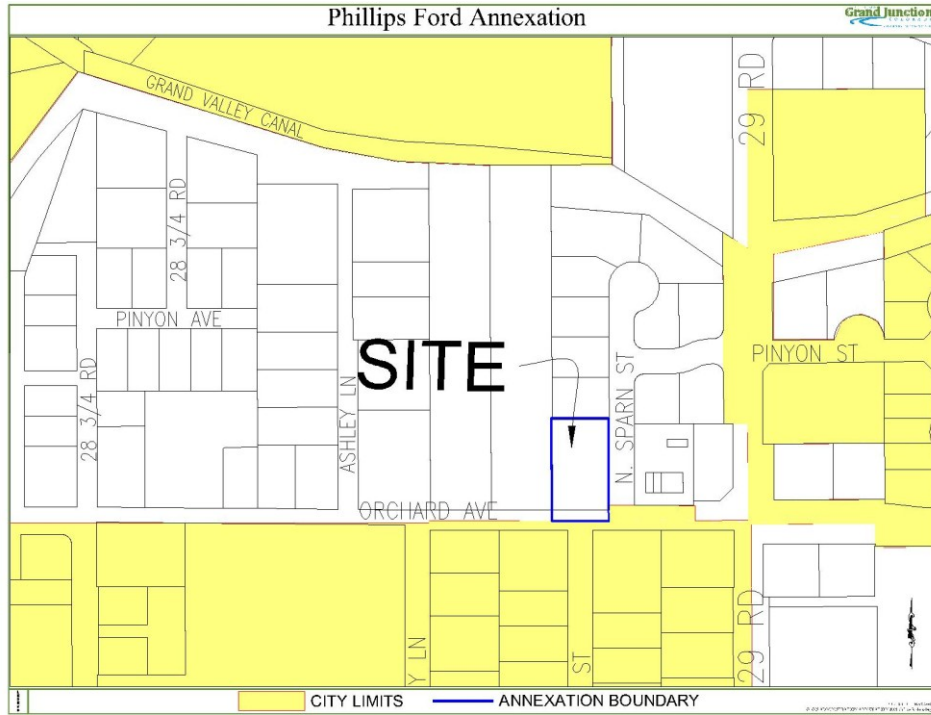 Phillips Ford Annexation
Grand Junction
COLORADO
GRAND VALLEY CANAL
29 RD
28 3/4 RD
PINYON AVE
SITE
PINYON ST
28 3/4 RD
ASHLEY LN
N. SPARN ST
ORCHARD AVE
Y LN
ST
29 RD
CITY LIMITS
ANNEXATION BOUNDARY